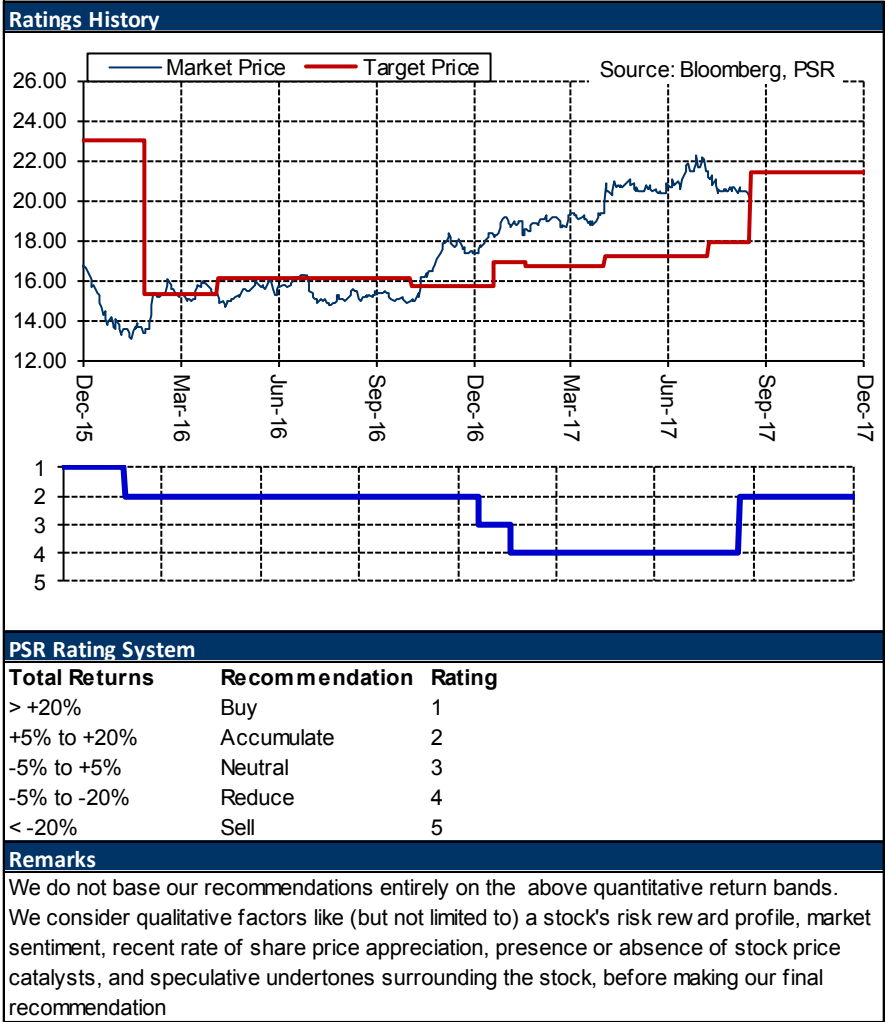 Ratings History
Market Price
Target Price
Source: Bloomberg, PSR
26.00
24.00
22.00
20.00
18.00
16.00
14.00
12.00
Dec-15
Mar-16
Jun-16
Sep-16
Dec-16
Mar-17
Jun-17
Sep-17
Dec-17
1
2
3
4
5
PSR Rating System
Total Returns Recommendation Rating
> +20% Buy 1
+5% to +20% Accumulate 2
-5% to +5% Neutral 3
-5% to -20% Reduce 4
< -20% Sell 5
Remarks
We do not base our recommendations entirely on the above quantitative return bands.
We consider qualitative factors like (but not limited to) a stock's risk reward profile, market
sentiment, recent rate of share price appreciation, presence or absence of stock price
catalysts, and speculative undertones surrounding the stock, before making our final
recommendation